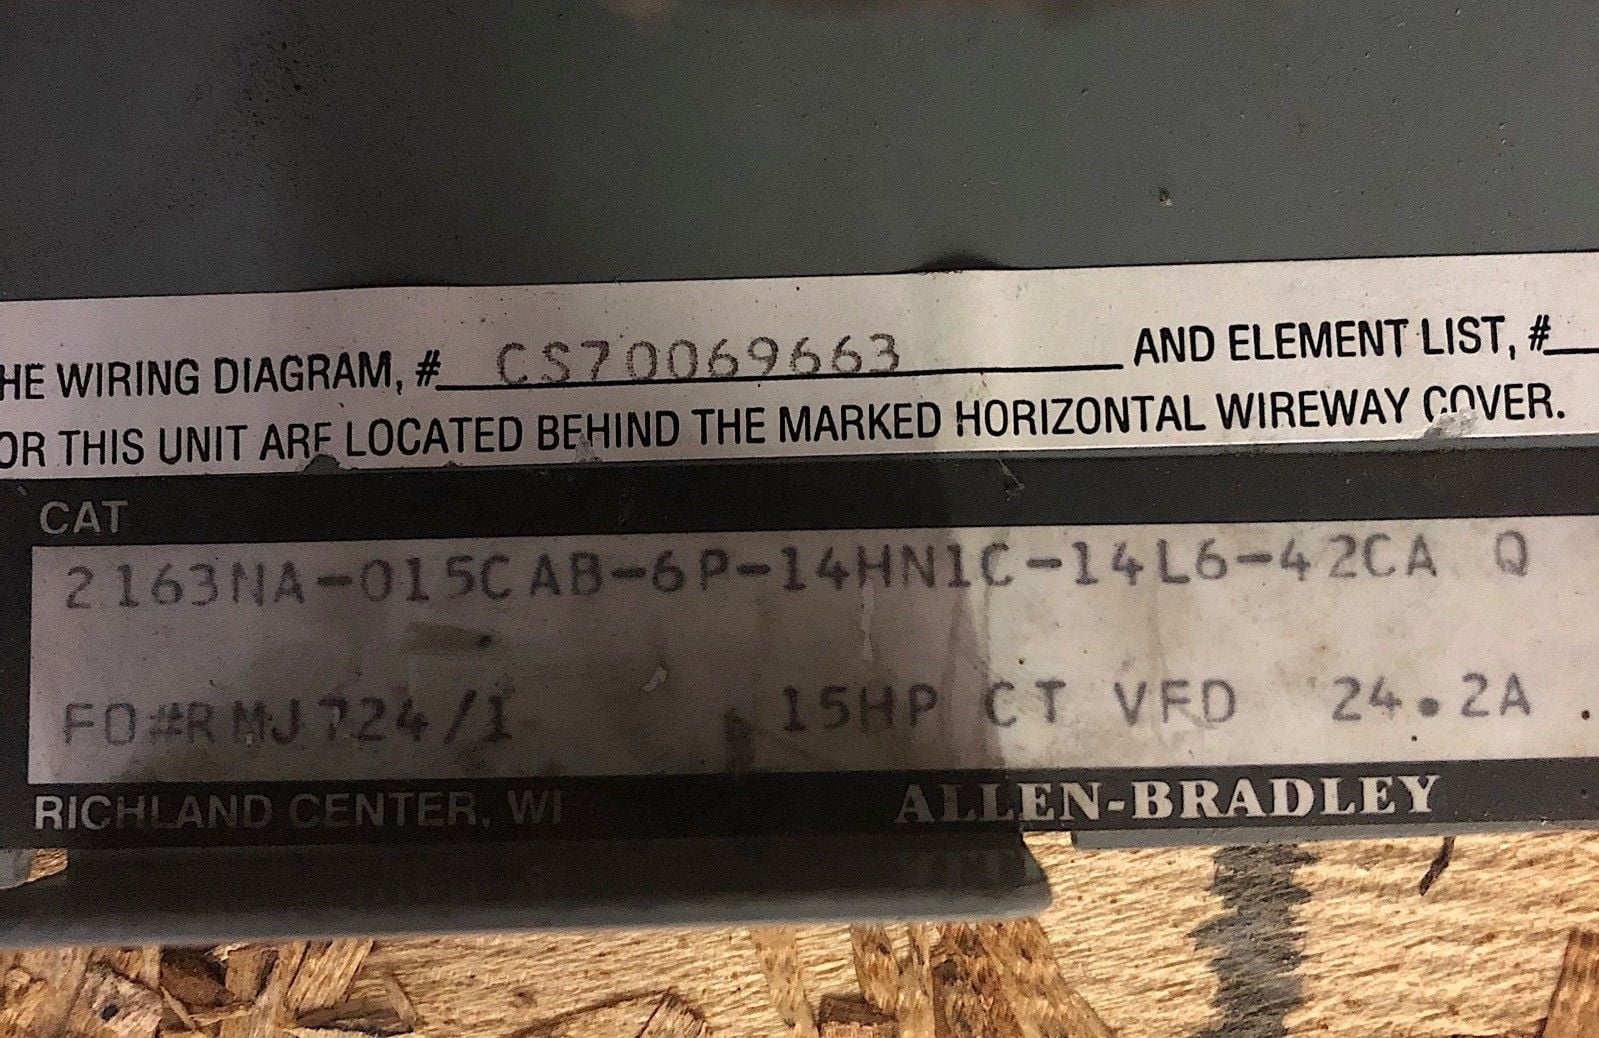 HE WIRING DIAGRAM, # CS70069663 AND ELEMENT LIST, #
OR THIS UNIT ARE LOCATED BEHIND THE MARKED HORIZONTAL WIREWAY COVER.
CAT
2163NA-015CAB-6P-14HN1C-14L6-42CA Q
FO#RMJ724/1 15HP CT VFD 24.2A
RICHLAND CENTER, WI ALLEN-BRADLEY